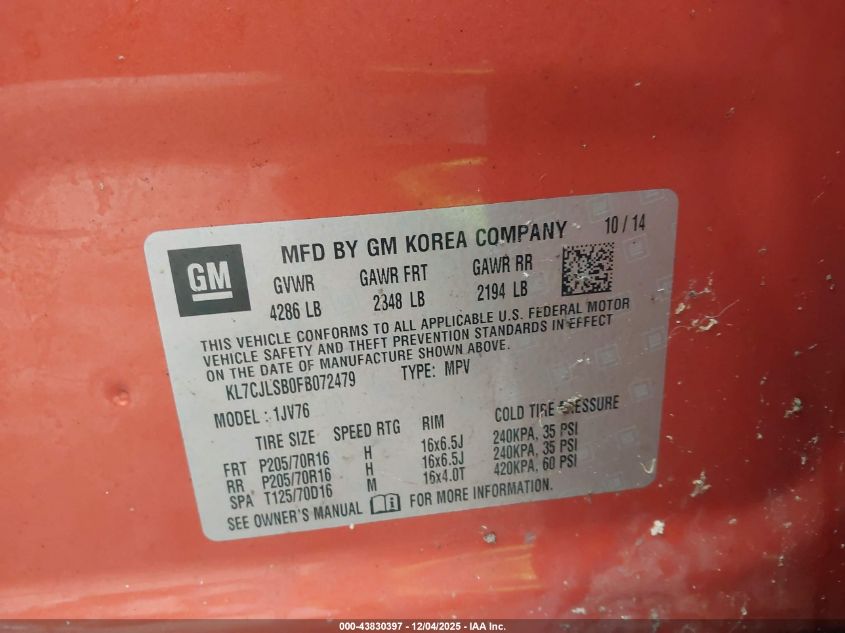 GM
MFD BY GM KOREA COMPANY 10 / 14
GVWR GAWR FRT GAWR RR
4286 LB 2348 LB 2194 LB
THIS VEHICLE CONFORMS TO ALL APPLICABLE U.S. FEDERAL MOTOR
VEHICLE SAFETY AND THEFT PREVENTION STANDARDS IN EFFECT
ON THE DATE OF MANUFACTURE SHOWN ABOVE.
KL7CJLSB0FB072479 TYPE: MPV
MODEL : 1JV76
TIRE SIZE SPEED RTG RIM COLD TIRE PRESSURE
FRT P205/70R16 H 16x6.5J 240KPA, 35 PSI
RR P205/70R16 H 16x6.5J 240KPA, 35 PSI
SPA T125/70D16 M 16x4.0T 420KPA, 60 PSI
SEE OWNER'S MANUAL FOR MORE INFORMATION.
000-43830397 - 12/04/2025 - IAA Inc.